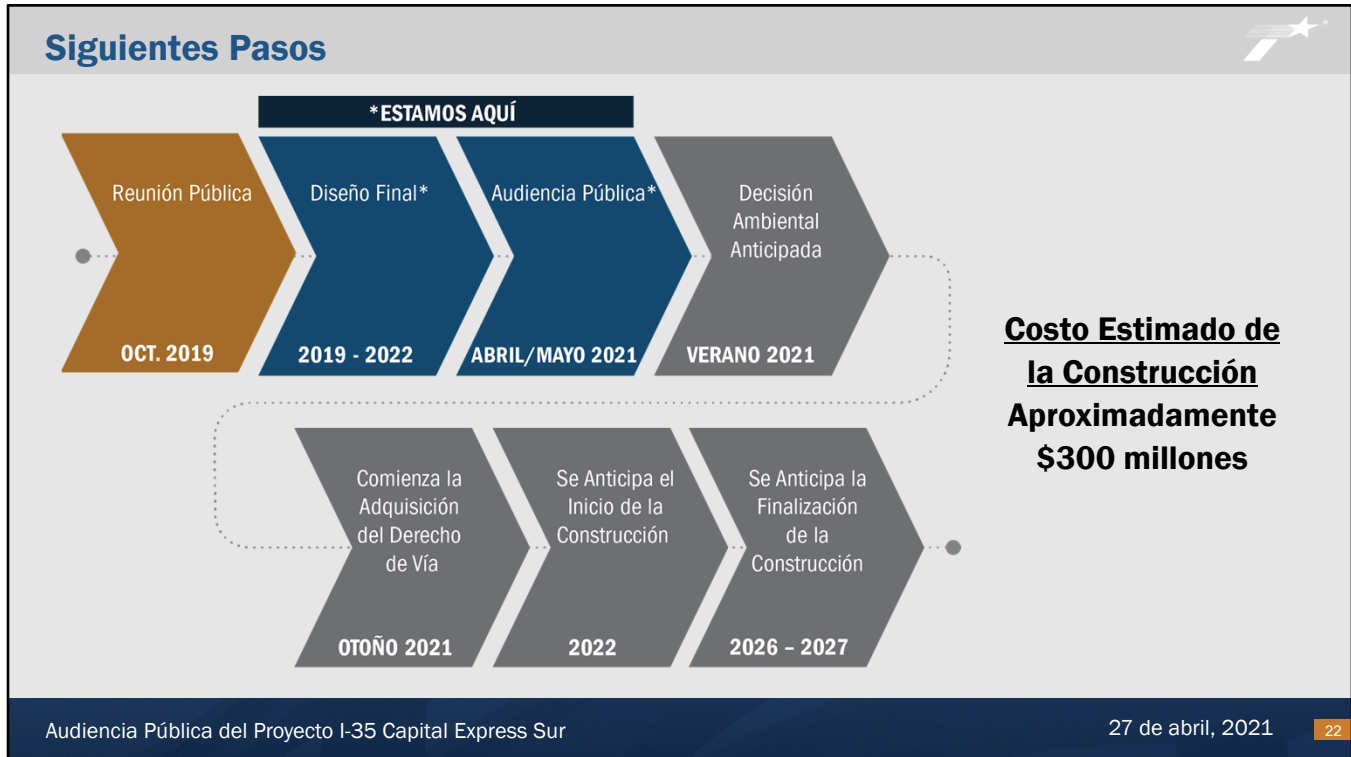 Siguientes Pasos
*ESTAMOS AQUÍ
Reunión Pública
OCT. 2019
Diseño Final*
2019 - 2022
Audiencia Pública*
ABRIL/MAYO 2021
Decisión
Ambiental
Anticipada
VERANO 2021
Comienza la
Adquisición
del Derecho
de Vía
OTOÑO 2021
Se Anticipa el
Inicio de la
Construcción
2022
Se Anticipa la
Finalización
de la
Construcción
2026 – 2027
Costo Estimado de
la Construcción
Aproximadamente
$300 millones
Audiencia Pública del Proyecto I-35 Capital Express Sur
27 de abril, 2021
22